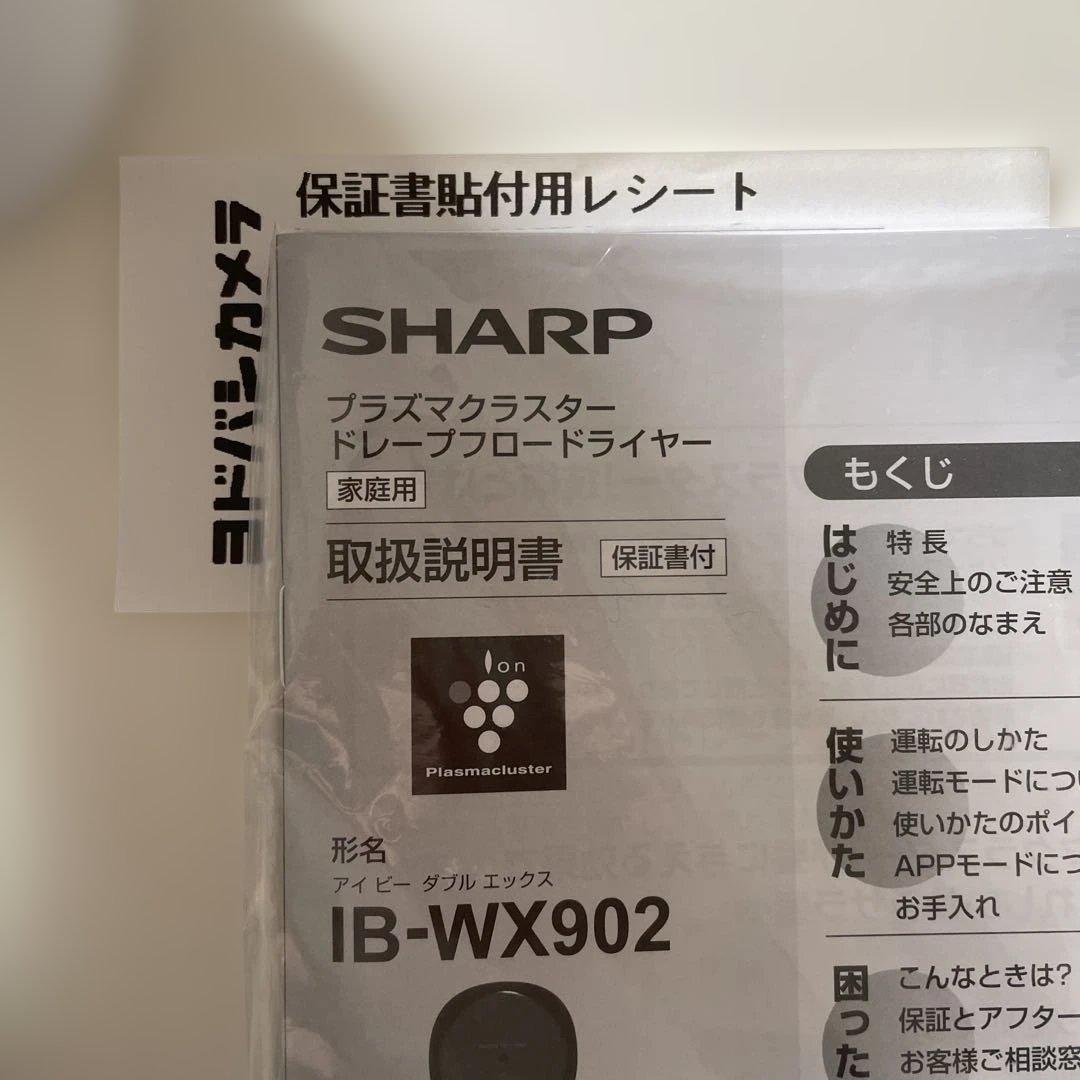 保証書貼付用レシート
ヨドバシカメラ
SHARP
プラズマクラスター
ドレープフロードライヤー
家庭用
取扱説明書 保証書付
Ion
Plasmacluster
形名
アイ ビー ダブル エックス
IB-WX902
もくじ
はじめに
特長
安全上のご注意
各部のなまえ
使いかた
運転のしかた
運転モードについ
使いかたのポイ
APPモードにつ
お手入れ
困った
こんなときは?
保証とアフター
お客様ご相談窓